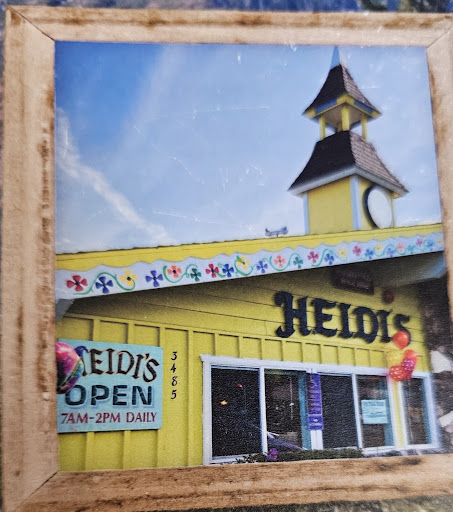 HEIDI'S
HEIDI'S
OPEN
7AM-2PM DAILY
3485